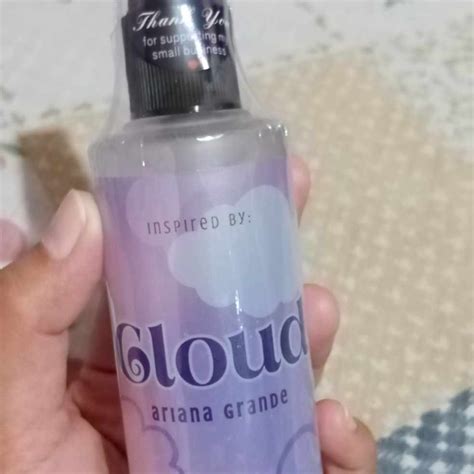 Thank You
for supporting my
small business
INSPIRED BY:
Cloud
ariana Grande